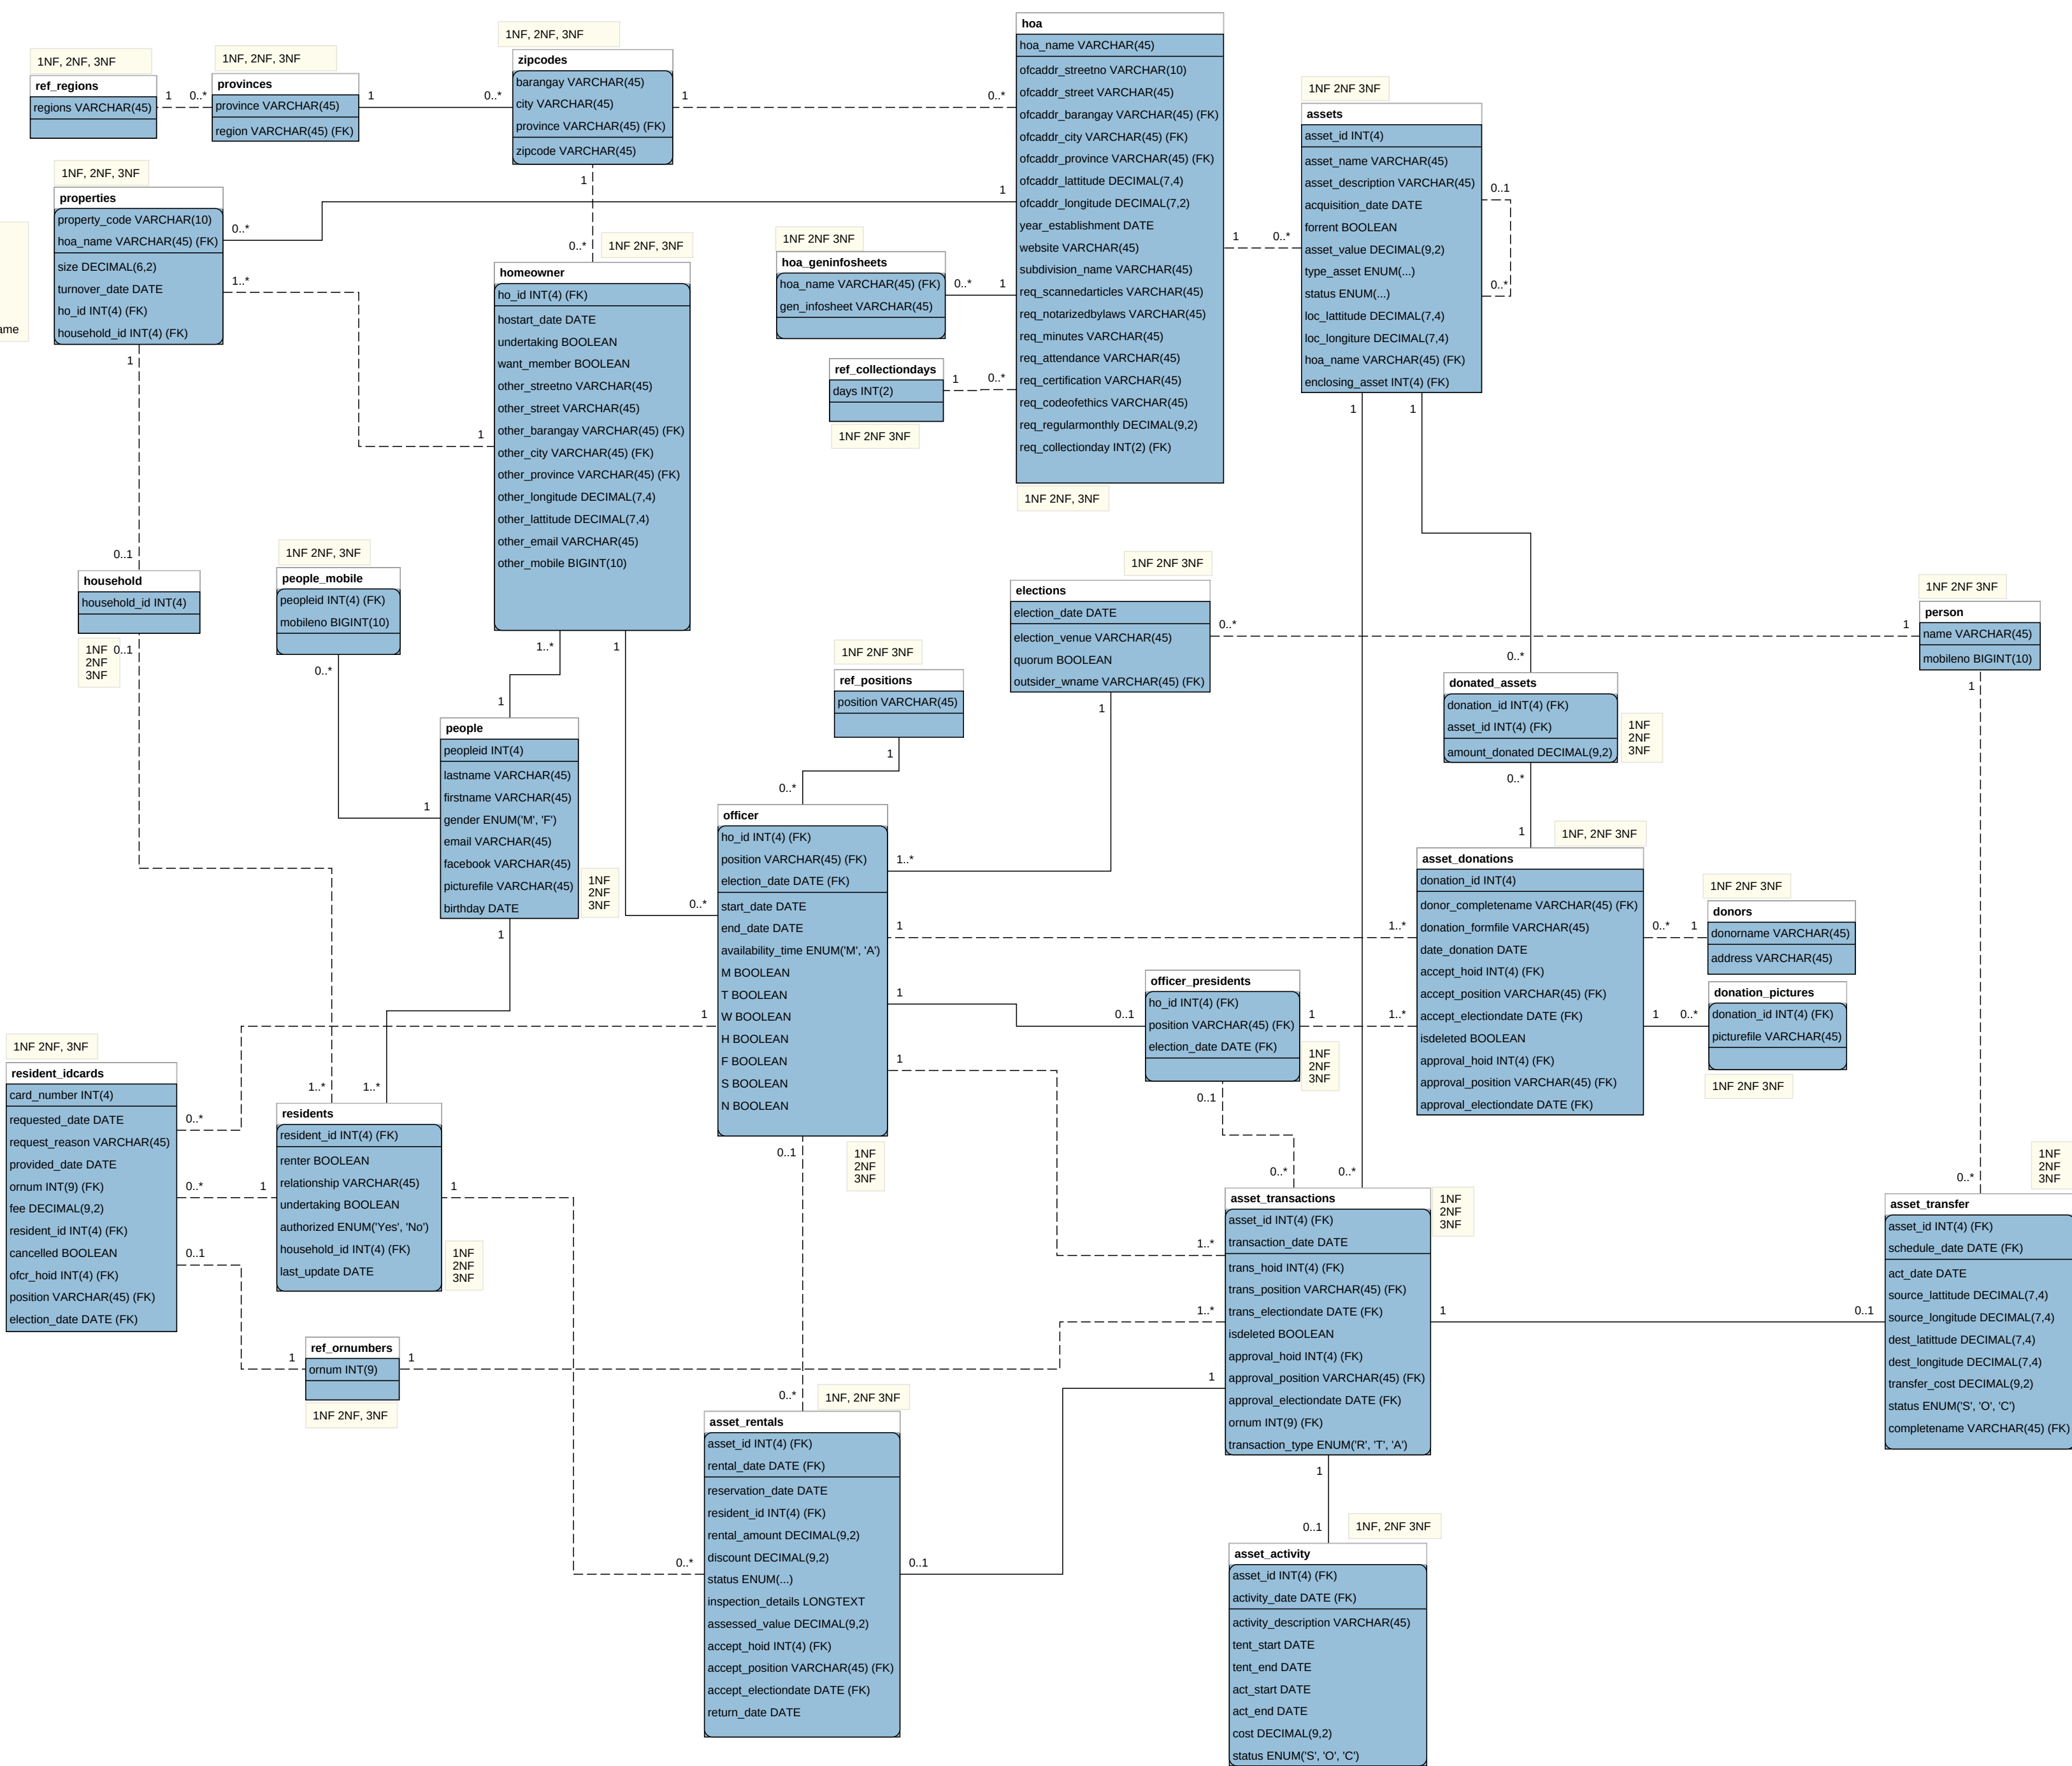 1NF, 2NF, 3NF
ref_regions
regions VARCHAR(45)
1
0..*
1NF, 2NF, 3NF
provinces
province VARCHAR(45)
region VARCHAR(45) (FK)
1
0..*
1NF, 2NF, 3NF
zipcodes
barangay VARCHAR(45)
city VARCHAR(45)
province VARCHAR(45) (FK)
zipcode VARCHAR(45)
1
0..*
1
0..*
hoa
hoa_name VARCHAR(45)
ofcaddr_streetno VARCHAR(10)
ofcaddr_street VARCHAR(45)
ofcaddr_barangay VARCHAR(45) (FK)
ofcaddr_city VARCHAR(45) (FK)
ofcaddr_province VARCHAR(45) (FK)
ofcaddr_lattitude DECIMAL(7,4)
ofcaddr_longitude DECIMAL(7,2)
year_establishment DATE
website VARCHAR(45)
subdivision_name VARCHAR(45)
req_scannedarticles VARCHAR(45)
req_notarizedbylaws VARCHAR(45)
req_minutes VARCHAR(45)
req_attendance VARCHAR(45)
req_certification VARCHAR(45)
req_codeofethics VARCHAR(45)
req_regularmonthly DECIMAL(9,2)
req_collectionday INT(2) (FK)
1NF 2NF, 3NF
1
0..*
1NF 2NF 3NF
assets
asset_id INT(4)
asset_name VARCHAR(45)
asset_description VARCHAR(45)
acquisition_date DATE
forrent BOOLEAN
asset_value DECIMAL(9,2)
type_asset ENUM(...)
status ENUM(...)
loc_lattitude DECIMAL(7,4)
loc_longiture DECIMAL(7,4)
hoa_name VARCHAR(45) (FK)
enclosing_asset INT(4) (FK)
0..1
0..*
1
1
ame
1NF, 2NF, 3NF
properties
property_code VARCHAR(10)
hoa_name VARCHAR(45) (FK)
size DECIMAL(6,2)
turnover_date DATE
ho_id INT(4) (FK)
household_id INT(4) (FK)
0..*
1
1..*
1
1
0..1
1NF 2NF, 3NF
homeowner
ho_id INT(4) (FK)
hostart_date DATE
undertaking BOOLEAN
want_member BOOLEAN
other_streetno VARCHAR(45)
other_street VARCHAR(45)
other_barangay VARCHAR(45) (FK)
other_city VARCHAR(45) (FK)
other_province VARCHAR(45) (FK)
other_longitude DECIMAL(7,4)
other_lattitude DECIMAL(7,4)
other_email VARCHAR(45)
other_mobile BIGINT(10)
1..*
1
1NF 2NF 3NF
hoa_geninfosheets
hoa_name VARCHAR(45) (FK)
gen_infosheet VARCHAR(45)
0..*
1
ref_collectiondays
days INT(2)
1NF 2NF 3NF
1
0..*
household
household_id INT(4)
1NF
2NF
3NF
0..1
1NF 2NF, 3NF
people_mobile
peopleid INT(4) (FK)
mobileno BIGINT(10)
0..*
1
1
people
peopleid INT(4)
lastname VARCHAR(45)
firstname VARCHAR(45)
gender ENUM('M', 'F')
email VARCHAR(45)
facebook VARCHAR(45)
picturefile VARCHAR(45)
birthday DATE
1NF
2NF
3NF
1
1NF 2NF 3NF
ref_positions
position VARCHAR(45)
1
0..*
1NF 2NF 3NF
elections
election_date DATE
election_venue VARCHAR(45)
quorum BOOLEAN
outsider_wname VARCHAR(45) (FK)
0..*
1
1
1..*
1NF 2NF 3NF
person
name VARCHAR(45)
mobileno BIGINT(10)
1
0..*
0..*
donated_assets
donation_id INT(4) (FK)
asset_id INT(4) (FK)
amount_donated DECIMAL(9,2)
1NF
2NF
3NF
0..*
1
officer
ho_id INT(4) (FK)
position VARCHAR(45) (FK)
election_date DATE (FK)
start_date DATE
end_date DATE
availability_time ENUM('M', 'A')
M BOOLEAN
T BOOLEAN
W BOOLEAN
H BOOLEAN
F BOOLEAN
S BOOLEAN
N BOOLEAN
1NF
2NF
3NF
0..*
1
1..*
1
0..1
1
1
0..1
1NF, 2NF 3NF
asset_donations
donation_id INT(4)
donor_completename VARCHAR(45) (FK)
donation_formfile VARCHAR(45)
date_donation DATE
accept_hoid INT(4) (FK)
accept_position VARCHAR(45) (FK)
accept_electiondate DATE (FK)
isdeleted BOOLEAN
approval_hoid INT(4) (FK)
approval_position VARCHAR(45) (FK)
approval_electiondate DATE (FK)
0..*
1
1
0..*
1NF 2NF 3NF
donors
donorname VARCHAR(45)
address VARCHAR(45)
donation_pictures
donation_id INT(4) (FK)
picturefile VARCHAR(45)
1NF 2NF 3NF
officer_presidents
ho_id INT(4) (FK)
position VARCHAR(45) (FK)
election_date DATE (FK)
1NF
2NF
3NF
1
1..*
0..1
0..*
0..*
1NF 2NF, 3NF
resident_idcards
card_number INT(4)
requested_date DATE
request_reason VARCHAR(45)
provided_date DATE
ornum INT(9) (FK)
fee DECIMAL(9,2)
resident_id INT(4) (FK)
cancelled BOOLEAN
ofcr_hoid INT(4) (FK)
position VARCHAR(45) (FK)
election_date DATE (FK)
0..*
0..*
1
0..1
1
1..*
1..*
residents
resident_id INT(4) (FK)
renter BOOLEAN
relationship VARCHAR(45)
undertaking BOOLEAN
authorized ENUM('Yes', 'No')
household_id INT(4) (FK)
last_update DATE
1NF
2NF
3NF
1
0..*
ref_ornumbers
ornum INT(9)
1NF 2NF, 3NF
1
1..*
1..*
asset_transactions
asset_id INT(4) (FK)
transaction_date DATE
trans_hoid INT(4) (FK)
trans_position VARCHAR(45) (FK)
trans_electiondate DATE (FK)
isdeleted BOOLEAN
approval_hoid INT(4) (FK)
approval_position VARCHAR(45) (FK)
approval_electiondate DATE (FK)
ornum INT(9) (FK)
transaction_type ENUM('R', 'T', 'A')
1NF
2NF
3NF
1
0..1
1
0..1
1
0..1
1NF
2NF
3NF
asset_transfer
asset_id INT(4) (FK)
schedule_date DATE (FK)
act_date DATE
source_lattitude DECIMAL(7,4)
source_longitude DECIMAL(7,4)
dest_latittude DECIMAL(7,4)
dest_longitude DECIMAL(7,4)
transfer_cost DECIMAL(9,2)
status ENUM('S', 'O', 'C')
completename VARCHAR(45) (FK)
0..*
1NF, 2NF 3NF
asset_rentals
asset_id INT(4) (FK)
rental_date DATE (FK)
reservation_date DATE
resident_id INT(4) (FK)
rental_amount DECIMAL(9,2)
discount DECIMAL(9,2)
status ENUM(...)
inspection_details LONGTEXT
assessed_value DECIMAL(9,2)
accept_hoid INT(4) (FK)
accept_position VARCHAR(45) (FK)
accept_electiondate DATE (FK)
return_date DATE
1NF, 2NF 3NF
asset_activity
asset_id INT(4) (FK)
activity_date DATE (FK)
activity_description VARCHAR(45)
tent_start DATE
tent_end DATE
act_start DATE
act_end DATE
cost DECIMAL(9,2)
status ENUM('S', 'O', 'C')